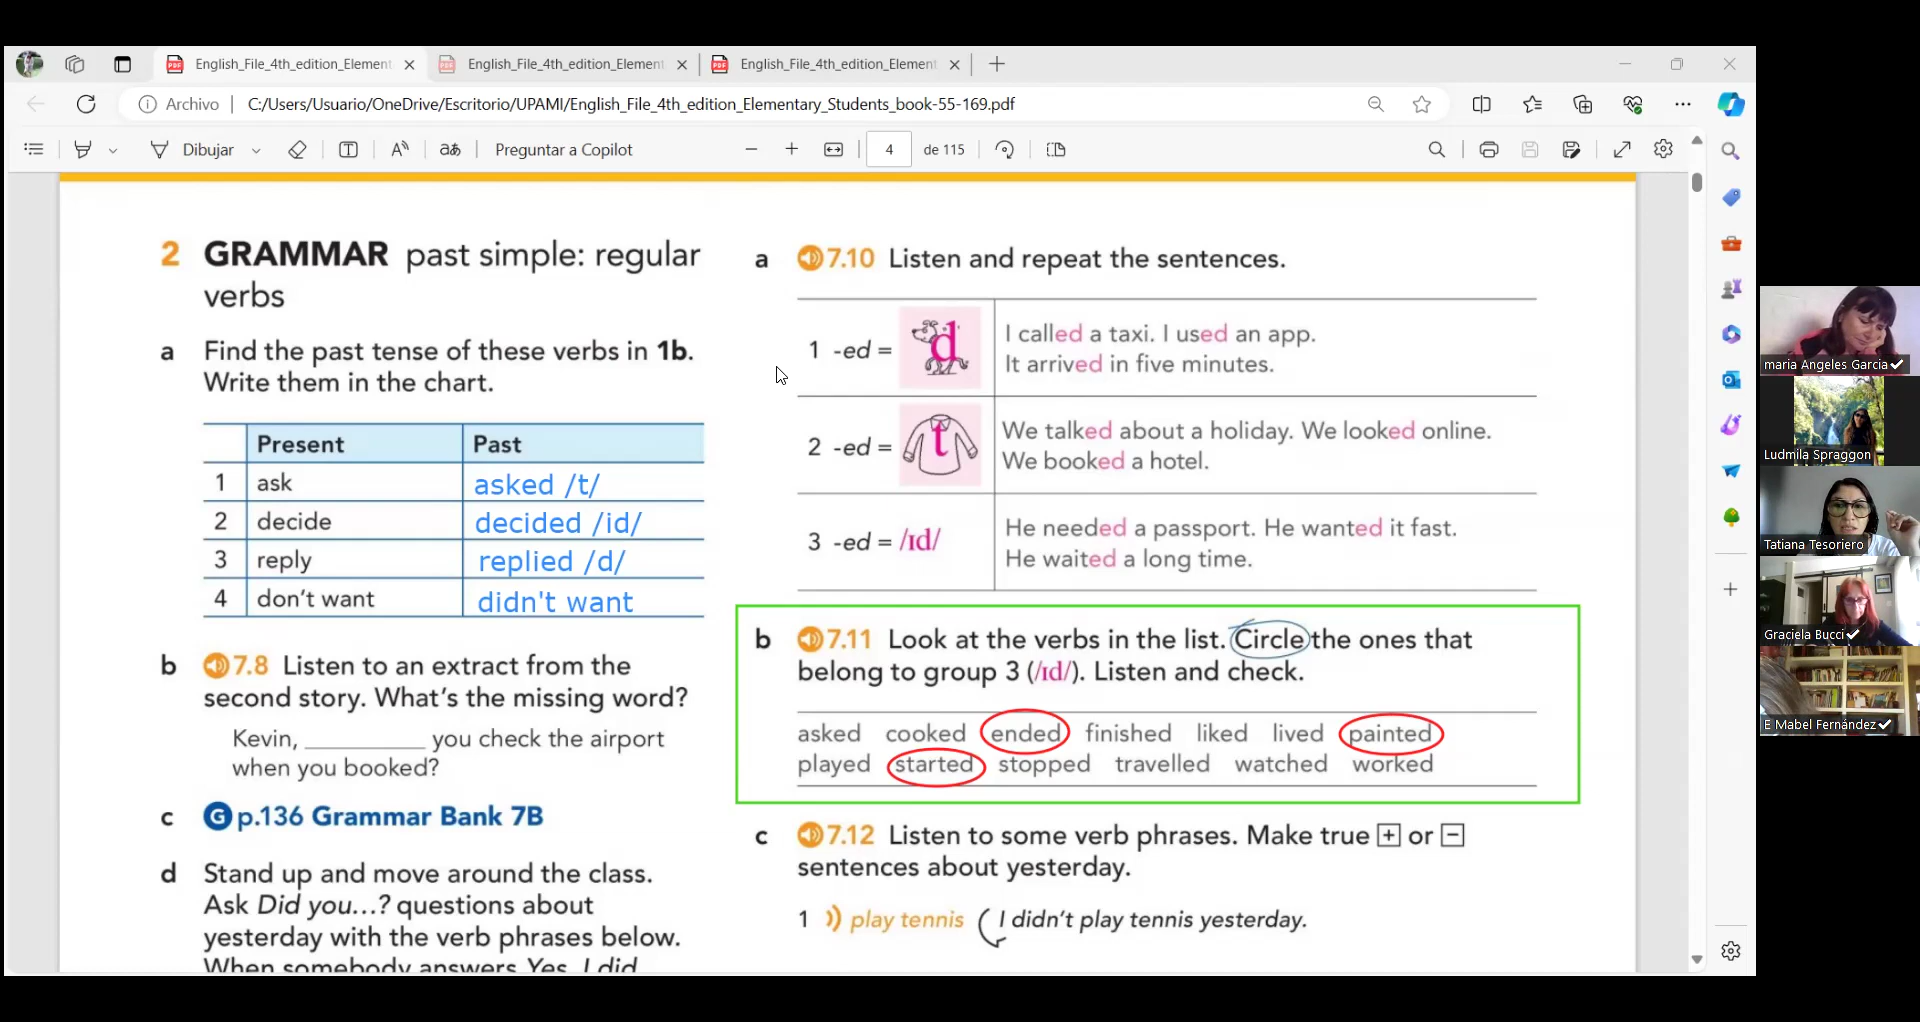 English_File_4th_edition_Element
English_File_4th_edition_Element
English_File_4th_edition_Element
Archivo
C:/Users/Usuario/OneDrive/Escritorio/UPAMI/English_File_4th_edition_Elementary_Students_book-55-169.pdf
Dibujar
aあ
Preguntar a Copilot
4
de 115
2 GRAMMAR past simple: regular
verbs
a Find the past tense of these verbs in 1b.
Write them in the chart.
Present Past
1 ask asked /t/
2 decide decided /id/
3 reply replied /d/
4 don't want didn't want
b 7.8 Listen to an extract from the
second story. What's the missing word?
Kevin, __________ you check the airport
when you booked?
c G p.136 Grammar Bank 7B
d Stand up and move around the class.
Ask Did you…? questions about
yesterday with the verb phrases below.
When somebody answers Yes, I did
a 7.10 Listen and repeat the sentences.
1 -ed = d
I called a taxi. I used an app.
It arrived in five minutes.
2 -ed = t
We talked about a holiday. We looked online.
We booked a hotel.
3 -ed = /ɪd/
He needed a passport. He wanted it fast.
He waited a long time.
b 7.11 Look at the verbs in the list. Circle the ones that
belong to group 3 (/ɪd/). Listen and check.
asked cooked ended finished liked lived painted
played started stopped travelled watched worked
c 7.12 Listen to some verb phrases. Make true + or −
sentences about yesterday.
1 play tennis I didn't play tennis yesterday.
maria Angeles Garcia
Ludmila Spraggon
Tatiana Tesoriero
Graciela Bucci
E Mabel Fernández